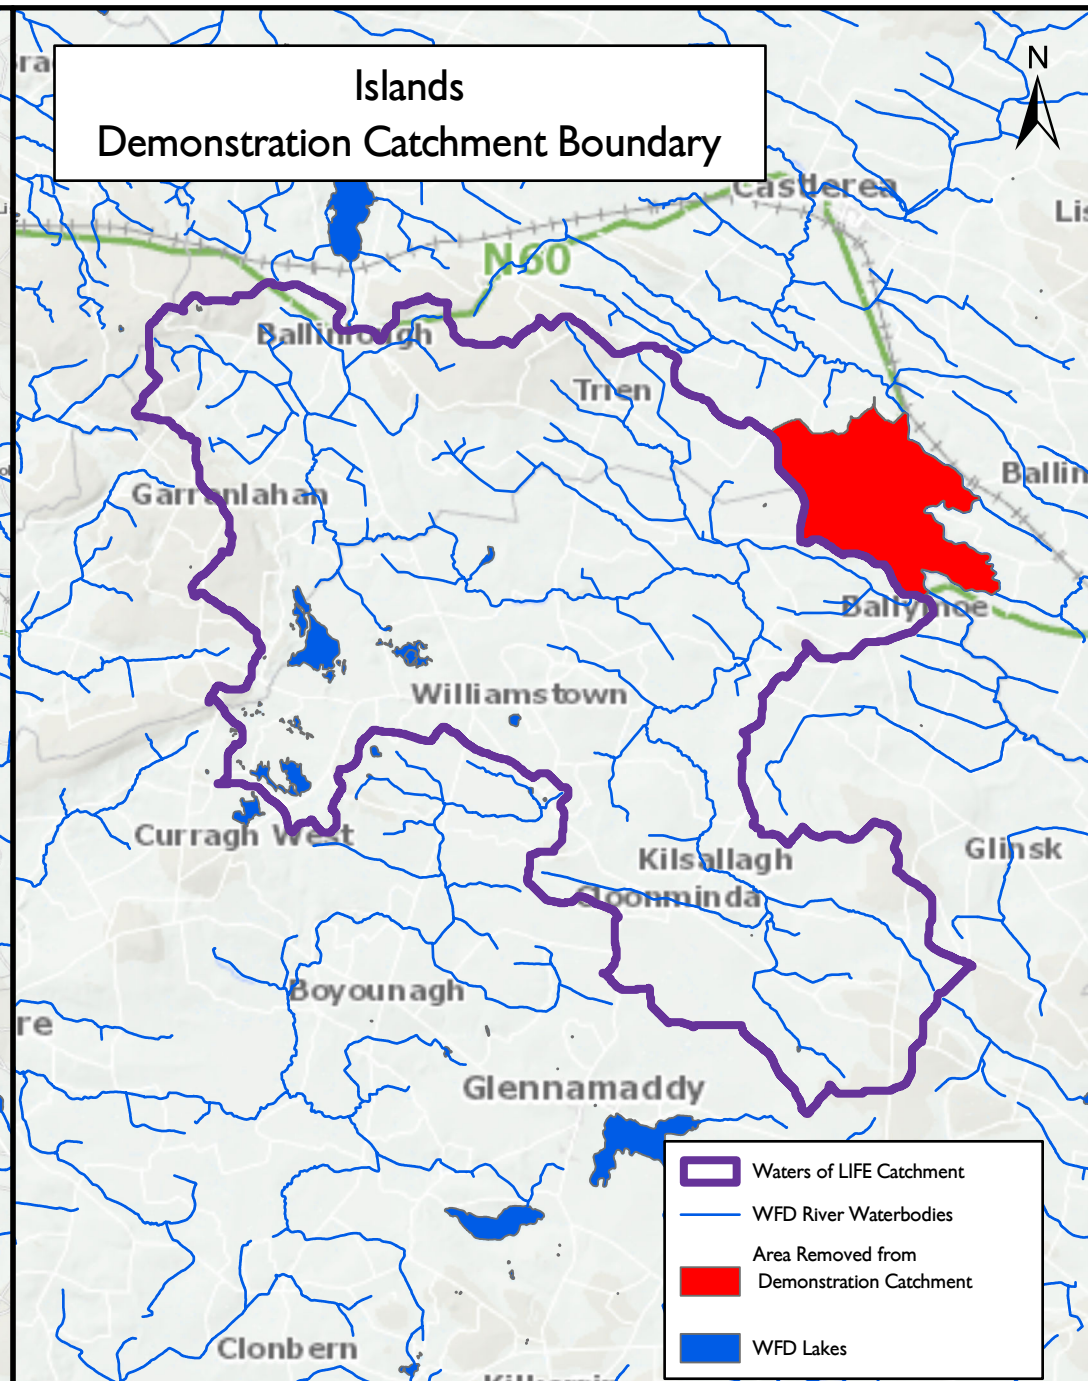 Islands
Demonstration Catchment Boundary
N
Castlerea
N60
Ballinlough
Trien
Garranlahan
Ballymoe
Williamstown
Curragh West
Kilsallagh
Glinsk
Cloonminda
Boyounagh
re
Glennamaddy
Waters of LIFE Catchment
WFD River Waterbodies
Area Removed from
Demonstration Catchment
WFD Lakes
Clonbern